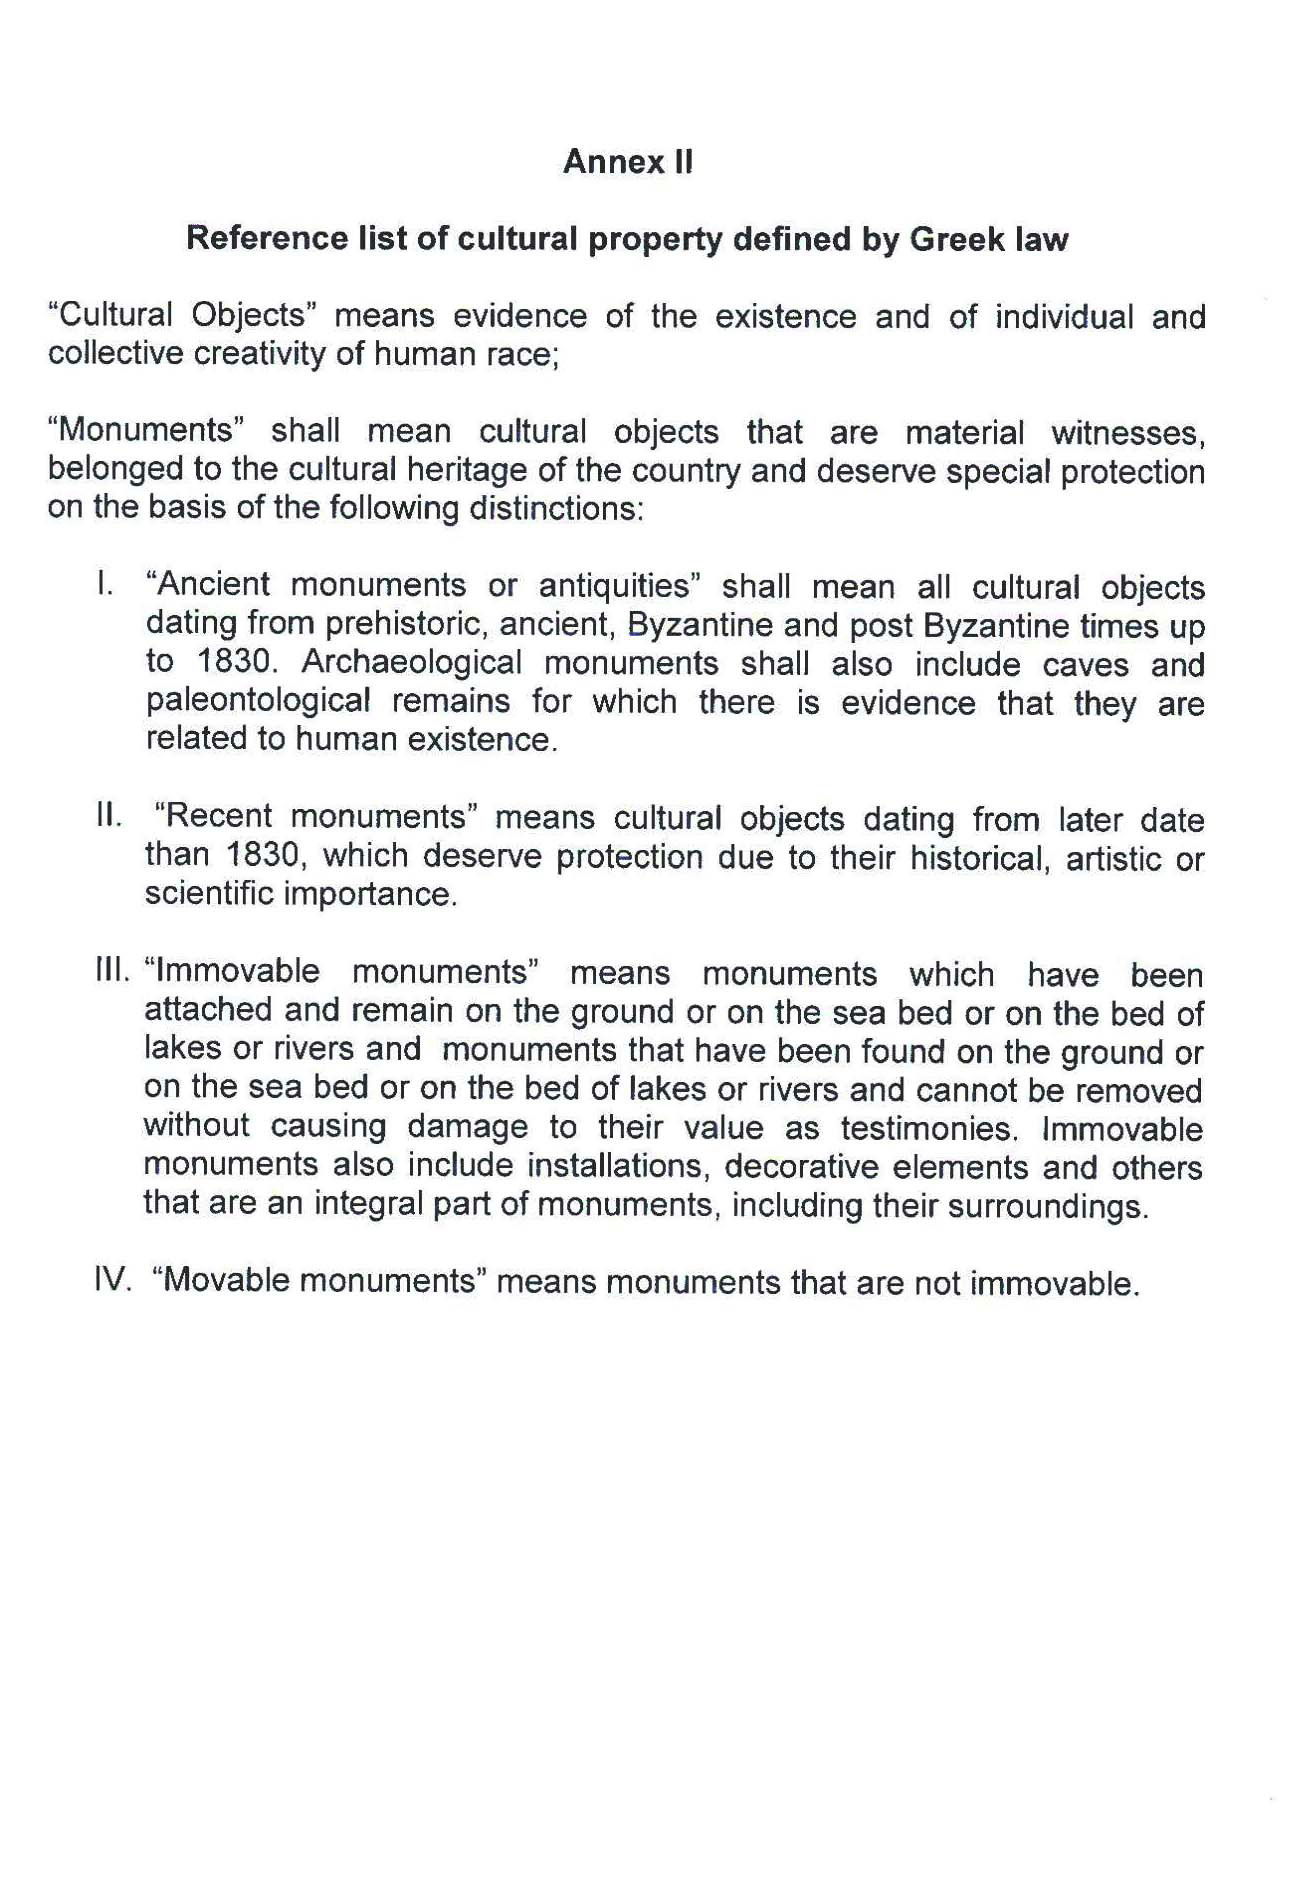 Annex II
Reference list of cultural property defined by Greek law
“Cultural Objects” means evidence of the existence and of individual and
collective creativity of human race;
“Monuments” shall mean cultural objects that are material witnesses,
belonged to the cultural heritage of the country and deserve special protection
on the basis of the following distinctions:
I. “Ancient monuments or antiquities” shall mean all cultural objects
dating from prehistoric, ancient, Byzantine and post Byzantine times up
to 1830. Archaeological monuments shall also include caves and
paleontological remains for which there is evidence that they are
related to human existence.
II. “Recent monuments” means cultural objects dating from later date
than 1830, which deserve protection due to their historical, artistic or
scientific importance.
III. “Immovable monuments” means monuments which have been
attached and remain on the ground or on the sea bed or on the bed of
lakes or rivers and monuments that have been found on the ground or
on the sea bed or on the bed of lakes or rivers and cannot be removed
without causing damage to their value as testimonies. Immovable
monuments also include installations, decorative elements and others
that are an integral part of monuments, including their surroundings.
IV. “Movable monuments” means monuments that are not immovable.